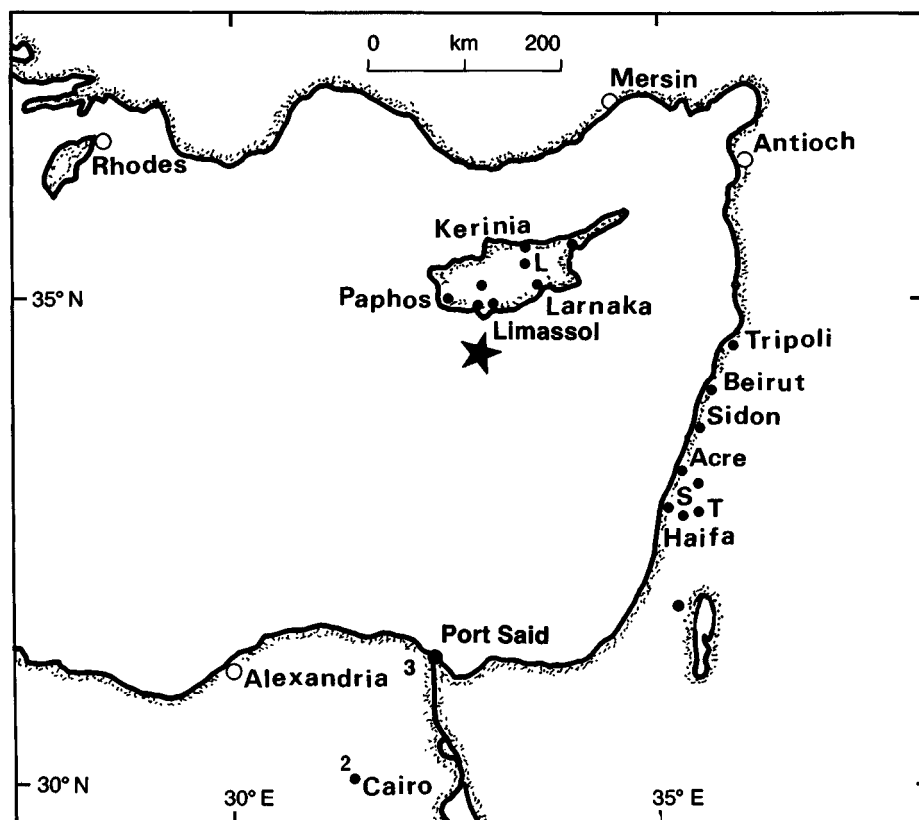 0 km 200
Mersin
Antioch
Rhodes
Kerinia
L
35° N
Paphos
Larnaka
Limassol
Tripoli
Beirut
Sidon
Acre
S
T
Haifa
Port Said
3
Alexandria
2
Cairo
30° N
30° E
35° E